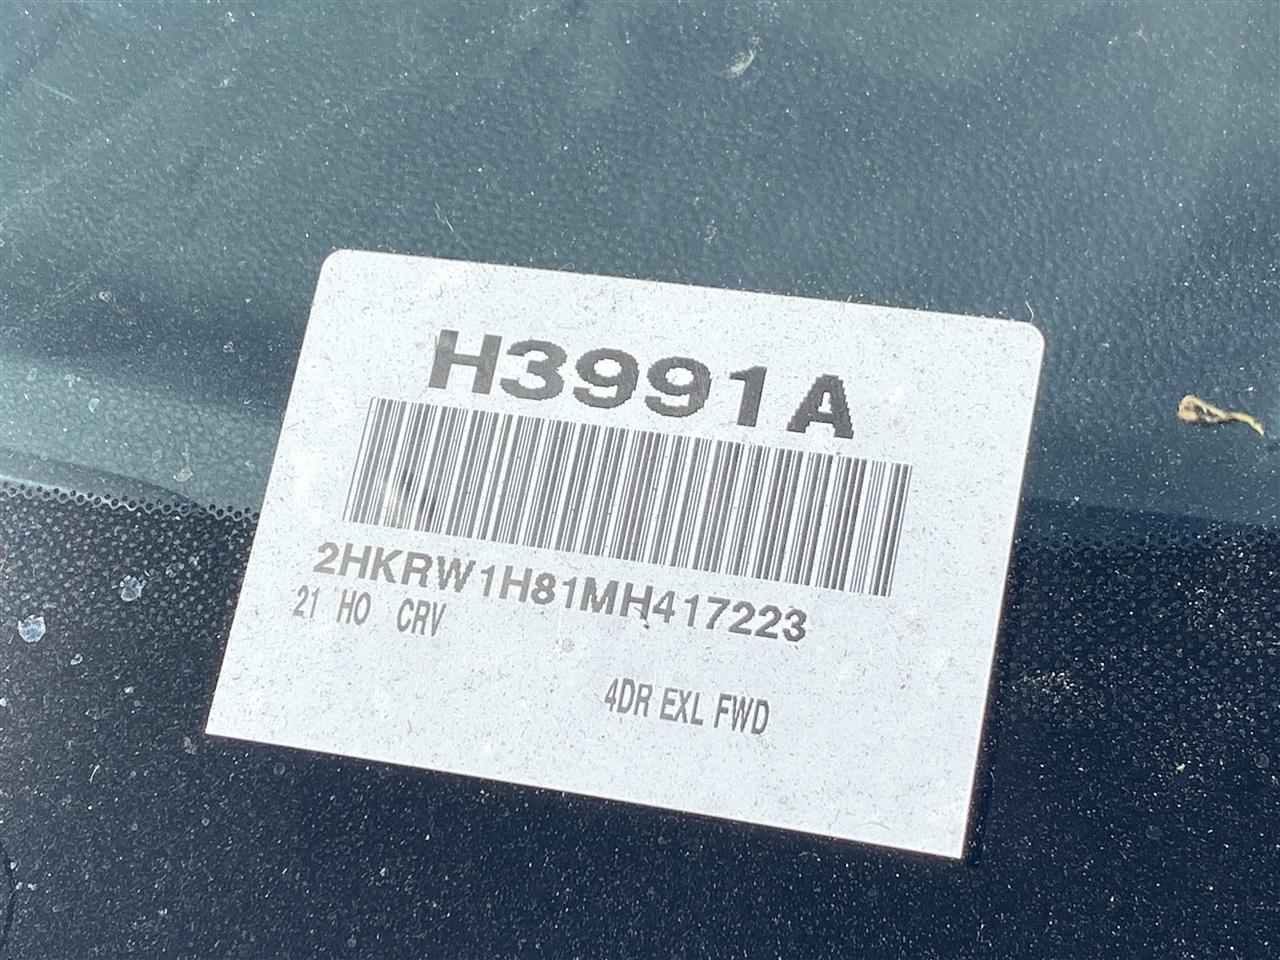 H3991A
2HKRW1H81MH417223
21 HO CRV
4DR EXL FWD